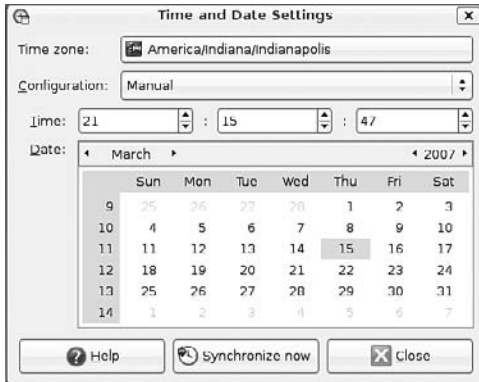 Time and Date Settings
Time zone: America/Indiana/Indianapolis
Configuration: Manual
Time: 21 : 15 : 47
Date: March 2007
Sun Mon Tue Wed Thu Fri Sat
9 25 26 27 28 1 2 3
10 4 5 6 7 8 9 10
11 11 12 13 14 15 16 17
12 18 19 20 21 22 23 24
13 25 26 27 28 29 30 31
14 1 2 3 4 5 6 7
Help Synchronize now Close